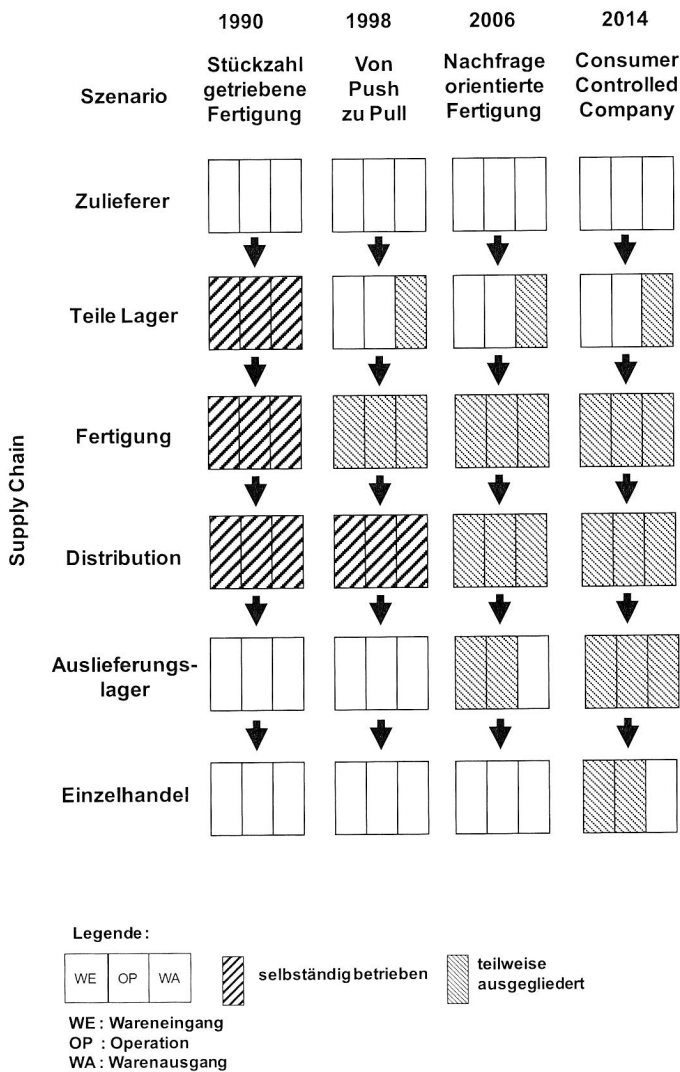 1990 1998 2006 2014
Szenario
Stückzahl
getriebene
Fertigung
Von
Push
zu Pull
Nachfrage
orientierte
Fertigung
Consumer
Controlled
Company
Supply Chain
Zulieferer
Teile Lager
Fertigung
Distribution
Auslieferungs-
lager
Einzelhandel
Legende:
WE OP WA
selbständig betrieben
teilweise
ausgegliedert
WE : Wareneingang
OP : Operation
WA : Warenausgang